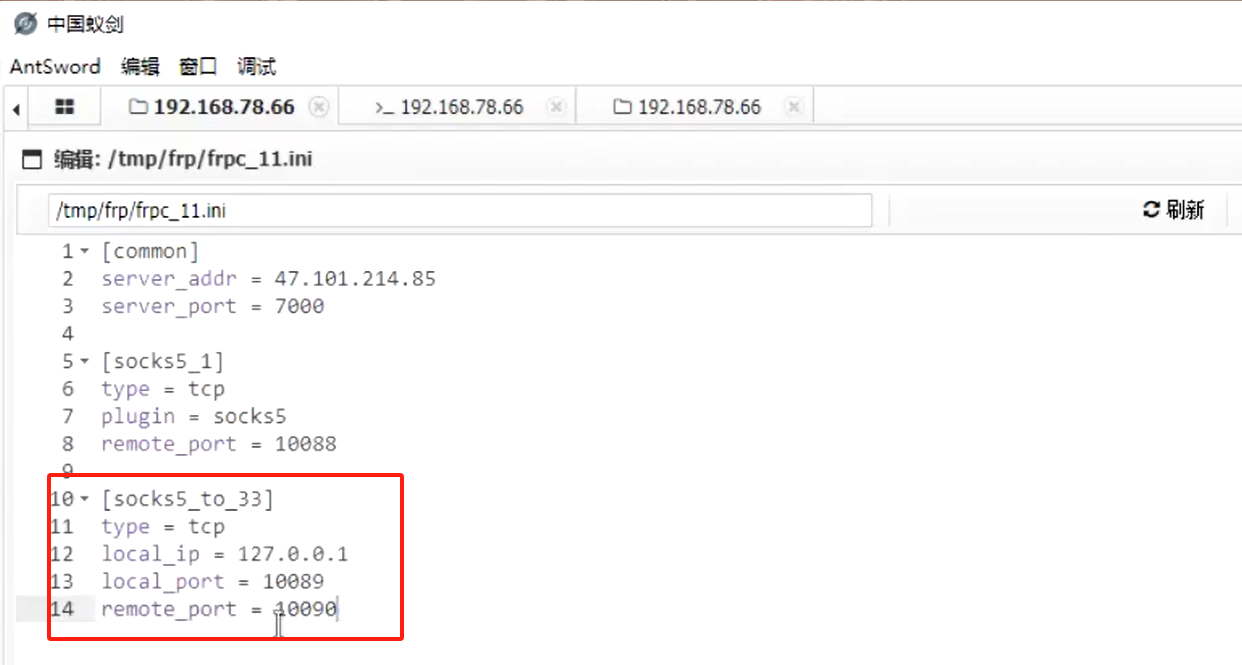 中国蚁剑
AntSword 编辑 窗口 调试
192.168.78.66 >_ 192.168.78.66 192.168.78.66
编辑: /tmp/frp/frpc_11.ini
/tmp/frp/frpc_11.ini 刷新
1 [common]
2 server_addr = 47.101.214.85
3 server_port = 7000
4
5 [socks5_1]
6 type = tcp
7 plugin = socks5
8 remote_port = 10088
9
10 [socks5_to_33]
11 type = tcp
12 local_ip = 127.0.0.1
13 local_port = 10089
14 remote_port = 10090